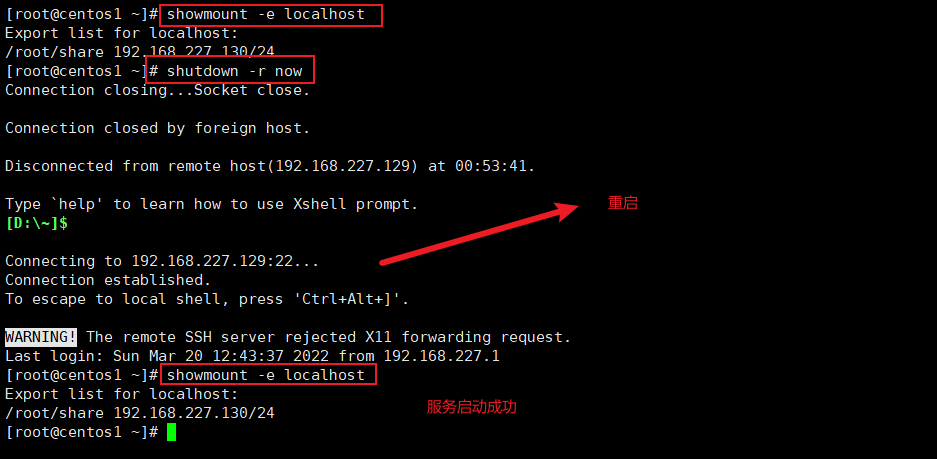 [root@centos1 ~]# showmount -e localhost
Export list for localhost:
/root/share 192.168.227.130/24
[root@centos1 ~]# shutdown -r now
Connection closing...Socket close.
Connection closed by foreign host.
Disconnected from remote host(192.168.227.129) at 00:53:41.
Type `help' to learn how to use Xshell prompt.
重启
[D:\~]$
Connecting to 192.168.227.129:22...
Connection established.
To escape to local shell, press 'Ctrl+Alt+]'.
WARNING! The remote SSH server rejected X11 forwarding request.
Last login: Sun Mar 20 12:43:37 2022 from 192.168.227.1
[root@centos1 ~]# showmount -e localhost
Export list for localhost:
/root/share 192.168.227.130/24
服务启动成功
[root@centos1 ~]#